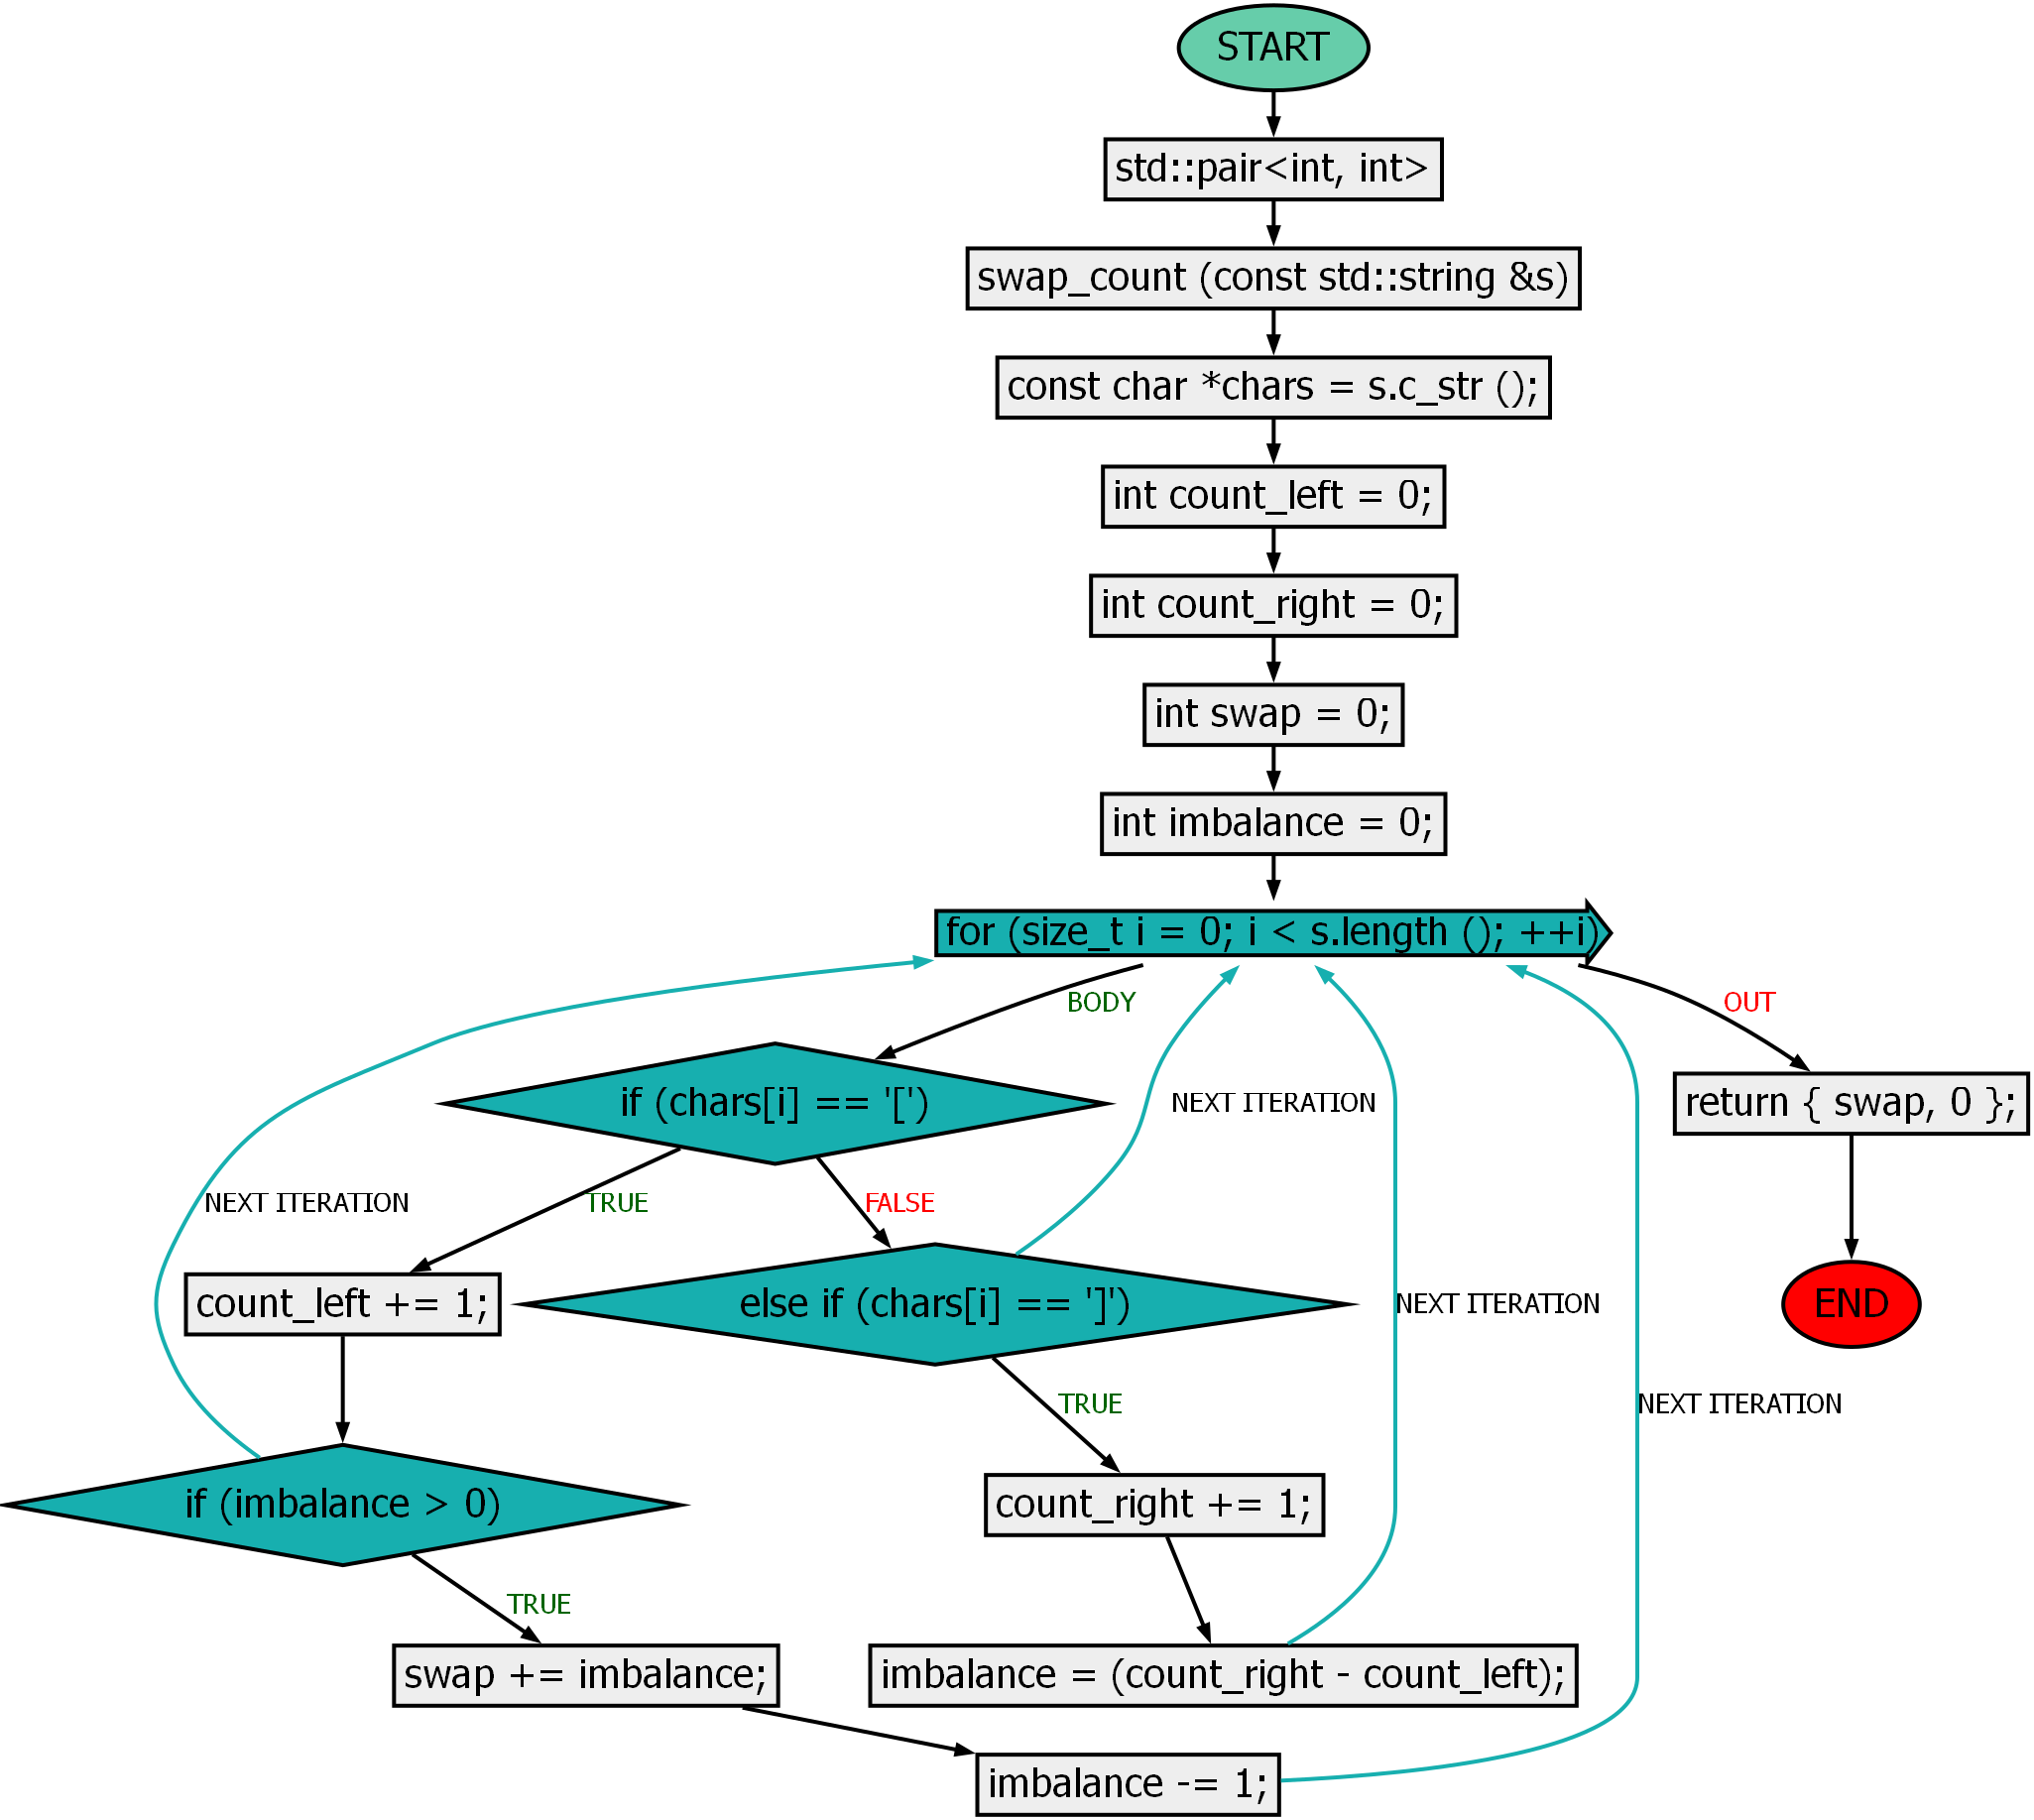 START
std::pair<int, int>
swap_count (const std::string &s)
const char *chars = s.c_str ();
int count_left = 0;
int count_right = 0;
int swap = 0;
int imbalance = 0;
for (size_t i = 0; i < s.length (); ++i)
BODY
OUT
if (chars[i] == '[')
NEXT ITERATION
return { swap, 0 };
NEXT ITERATION
TRUE
FALSE
count_left += 1;
else if (chars[i] == ']')
NEXT ITERATION
END
TRUE
NEXT ITERATION
if (imbalance > 0)
count_right += 1;
TRUE
swap += imbalance;
imbalance = (count_right - count_left);
imbalance -= 1;